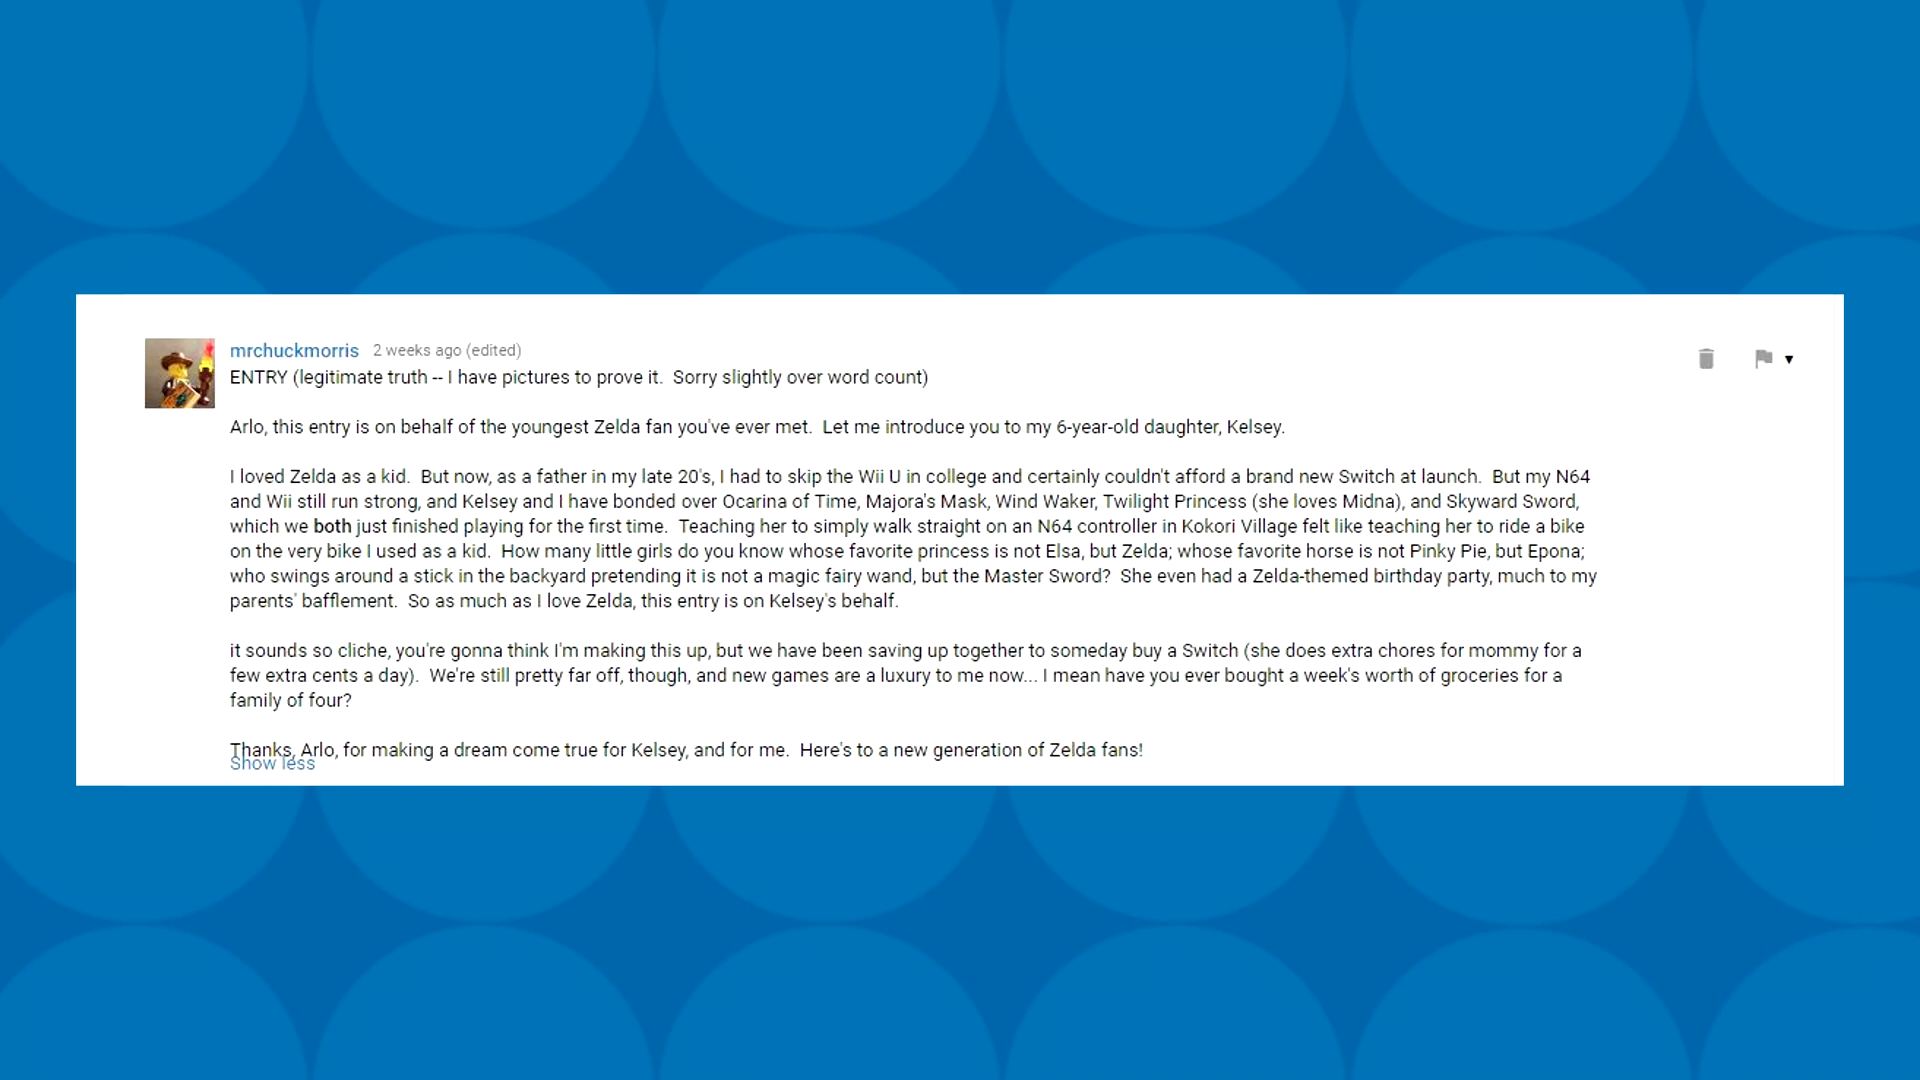 mrchuckmorris 2 weeks ago (edited)
ENTRY (legitimate truth -- I have pictures to prove it.  Sorry slightly over word count)
Arlo, this entry is on behalf of the youngest Zelda fan you've ever met.  Let me introduce you to my 6-year-old daughter, Kelsey.
I loved Zelda as a kid.  But now, as a father in my late 20's, I had to skip the Wii U in college and certainly couldn't afford a brand new Switch at launch.  But my N64
and Wii still run strong, and Kelsey and I have bonded over Ocarina of Time, Majora's Mask, Wind Waker, Twilight Princess (she loves Midna), and Skyward Sword,
which we both just finished playing for the first time.  Teaching her to simply walk straight on an N64 controller in Kokori Village felt like teaching her to ride a bike
on the very bike I used as a kid.  How many little girls do you know whose favorite princess is not Elsa, but Zelda; whose favorite horse is not Pinky Pie, but Epona;
who swings around a stick in the backyard pretending it is not a magic fairy wand, but the Master Sword?  She even had a Zelda-themed birthday party, much to my
parents' bafflement.  So as much as I love Zelda, this entry is on Kelsey's behalf.
it sounds so cliche, you're gonna think I'm making this up, but we have been saving up together to someday buy a Switch (she does extra chores for mommy for a
few extra cents a day).  We're still pretty far off, though, and new games are a luxury to me now... I mean have you ever bought a week's worth of groceries for a
family of four?
Thanks, Arlo, for making a dream come true for Kelsey, and for me.  Here's to a new generation of Zelda fans!
Show less